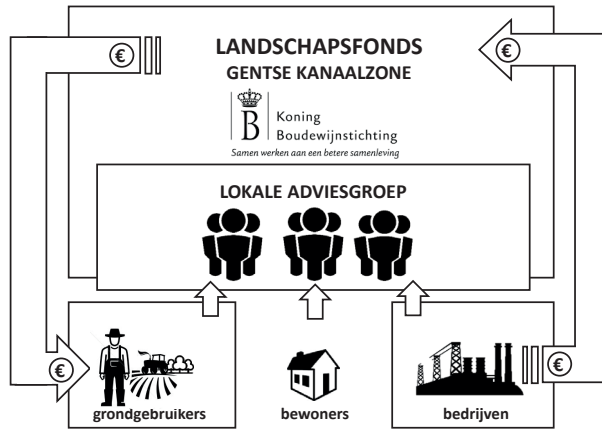 €
€
LANDSCHAPSFONDS
GENTSE KANAALZONE
B
Koning
Boudewijnstichting
Samen werken aan een betere samenleving
LOKALE ADVIESGROEP
€
€
grondgebruikers
bewoners
bedrijven